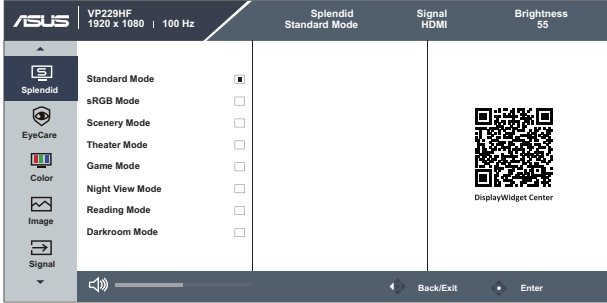 ASUS
VP229HF
1920 x 1080 | 100 Hz
Splendid
Standard Mode
Signal
HDMI
Brightness
55
Splendid
EyeCare
Color
Image
Signal
Standard Mode
sRGB Mode
Scenery Mode
Theater Mode
Game Mode
Night View Mode
Reading Mode
Darkroom Mode
DisplayWidget Center
Back/Exit
Enter